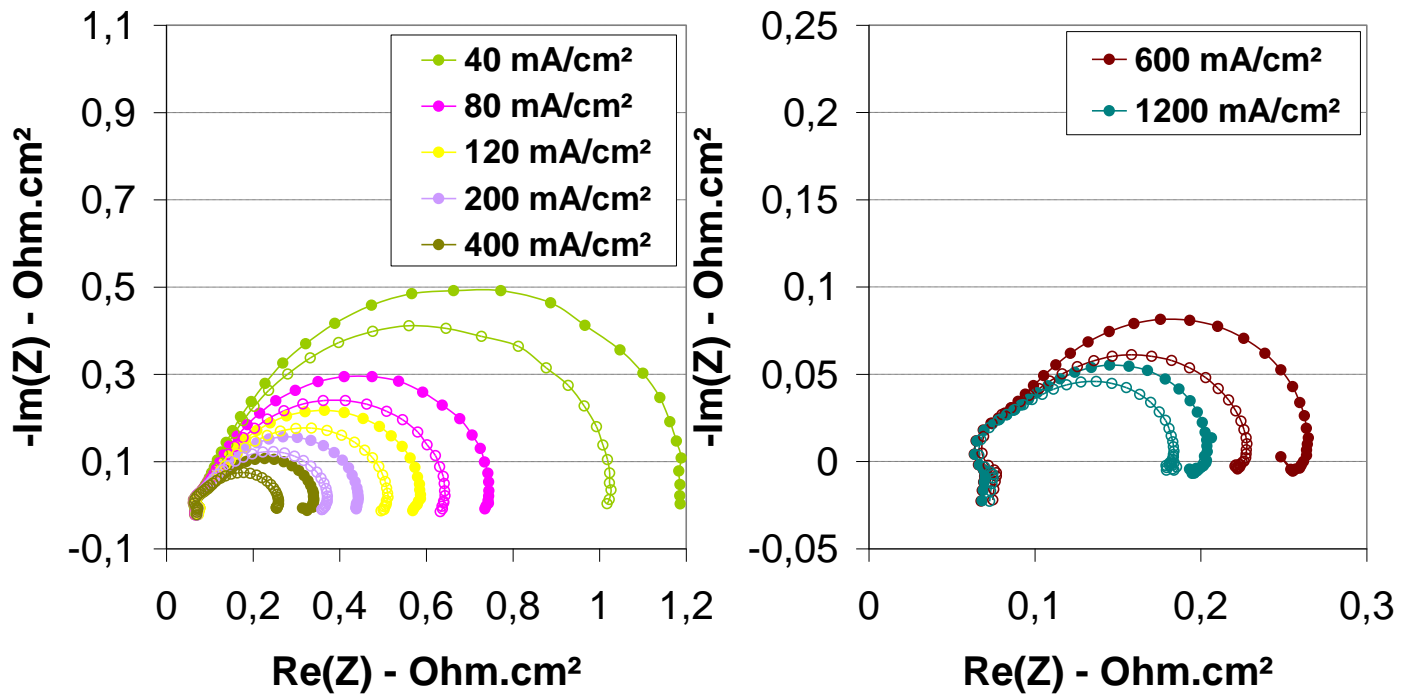 1,1
0,9
0,7
0,5
0,3
0,1
-0,1
-Im(Z) - Ohm.cm²
40 mA/cm²
80 mA/cm²
120 mA/cm²
200 mA/cm²
400 mA/cm²
0 0,2 0,4 0,6 0,8 1 1,2
Re(Z) - Ohm.cm²
0,25
0,2
0,15
0,1
0,05
0
-0,05
-Im(Z) - Ohm.cm²
600 mA/cm²
1200 mA/cm²
0 0,1 0,2 0,3
Re(Z) - Ohm.cm²